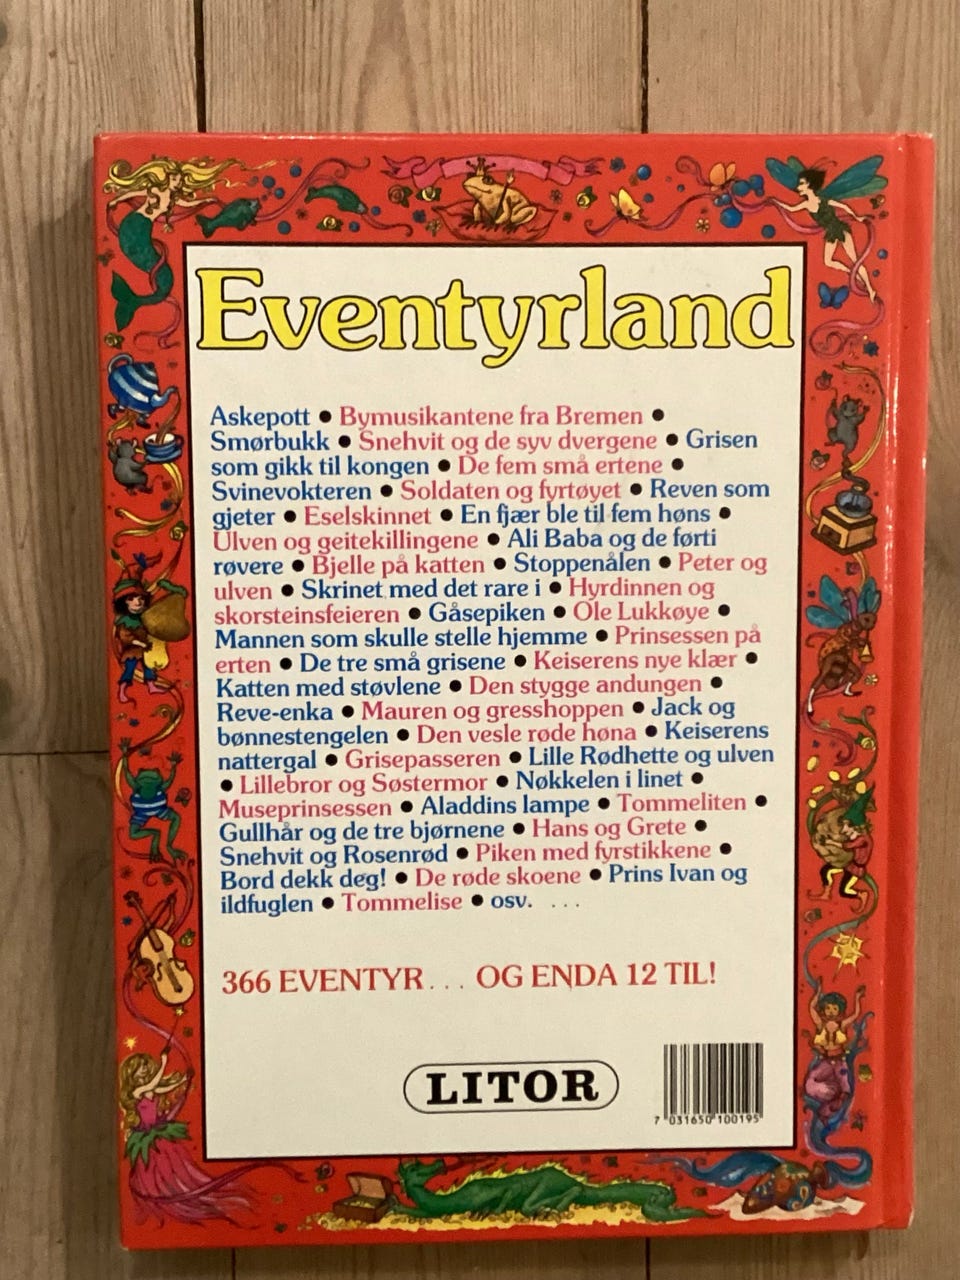 Eventyrland
Askepott ● Bymusikantene fra Bremen ●
Smørbukk ● Snehvit og de syv dvergene ● Grisen
som gikk til kongen ● De fem små ertene ●
Svinevokteren ● Soldaten og fyrtøyet ● Reven som
gjeter ● Eselskinnet ● En fjær ble til fem høns ●
Ulven og geitekillingene ● Ali Baba og de førti
røvere ● Bjelle på katten ● Stoppenålen ● Peter og
ulven ● Skrinet med det rare i ● Hyrdinnen og
skorsteinsfeieren ● Gåsepiken ● Ole Lukkøye ●
Mannen som skulle stelle hjemme ● Prinsessen på
erten ● De tre små grisene ● Keiserens nye klær ●
Katten med støvlene ● Den stygge andungen ●
Reve-enka ● Mauren og gresshoppen ● Jack og
bønnestengelen ● Den vesle røde høna ● Keiserens
nattergal ● Grisepasseren ● Lille Rødhette og ulven
● Lillebror og Søstermor ● Nøkkelen i linet ●
Museprinsessen ● Aladdins lampe ● Tommeliten ●
Gullhår og de tre bjørnene ● Hans og Grete ●
Snehvit og Rosenrød ● Piken med fyrstikkene ●
Bord dekk deg! ● De røde skoene ● Prins Ivan og
ildfuglen ● Tommelise ● osv. ...
366 EVENTYR... OG ENDA 12 TIL!
LITOR
7 031650 100195